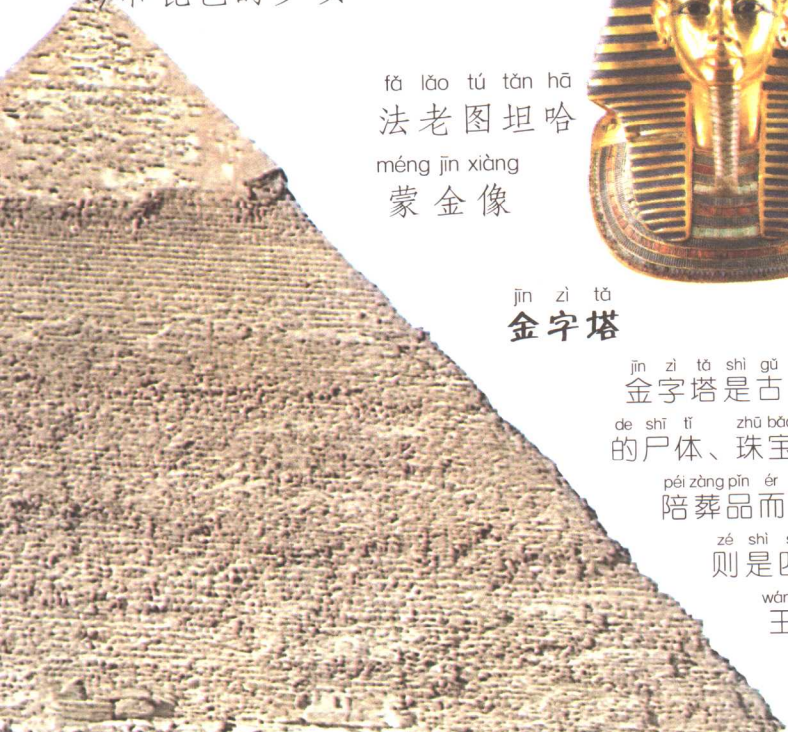 fǎ lǎo tú tǎn hā
法老图坦哈
méng jīn xiàng
蒙金像
jīn zì tǎ
金字塔
jīn zì tǎ shì gǔ
金字塔是古
de shī tǐ zhū bǎo
的尸体、珠宝
péi zàng pǐn ér
陪葬品而
zé shì
则是
王